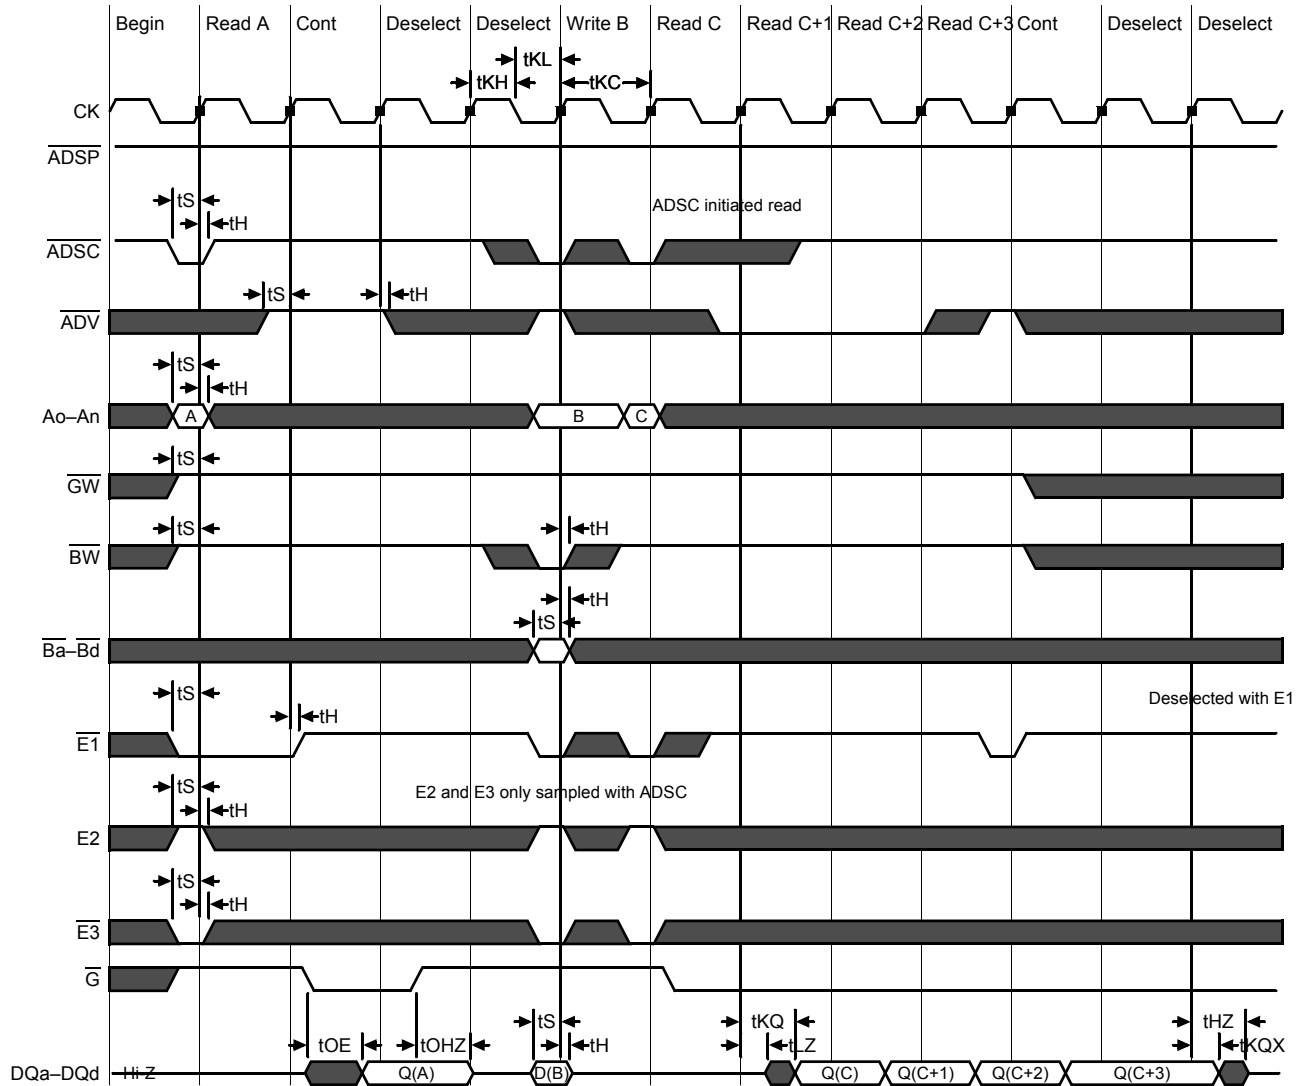 Begin Read A Cont Deselect Deselect Write B Read C Read C+1 Read C+2 Read C+3 Cont Deselect Deselect
tKL
tKH tKC
CK
ADSP
tS
ADSC initiated read
tH
ADSC
tS tH
ADV
tS
tH
Ao–An A B C
tS
GW
tS tH
BW
tH
tS
Ba–Bd
tS Deselected with E1
tH
E1
tS E2 and E3 only sampled with ADSC
tH
E2
tS
tH
E3
G
tS tKQ tHZ
tOE tOHZ tH tLZ tKQX
DQa–DQd Hi-Z Q(A) D(B) Q(C) Q(C+1) Q(C+2) Q(C+3)